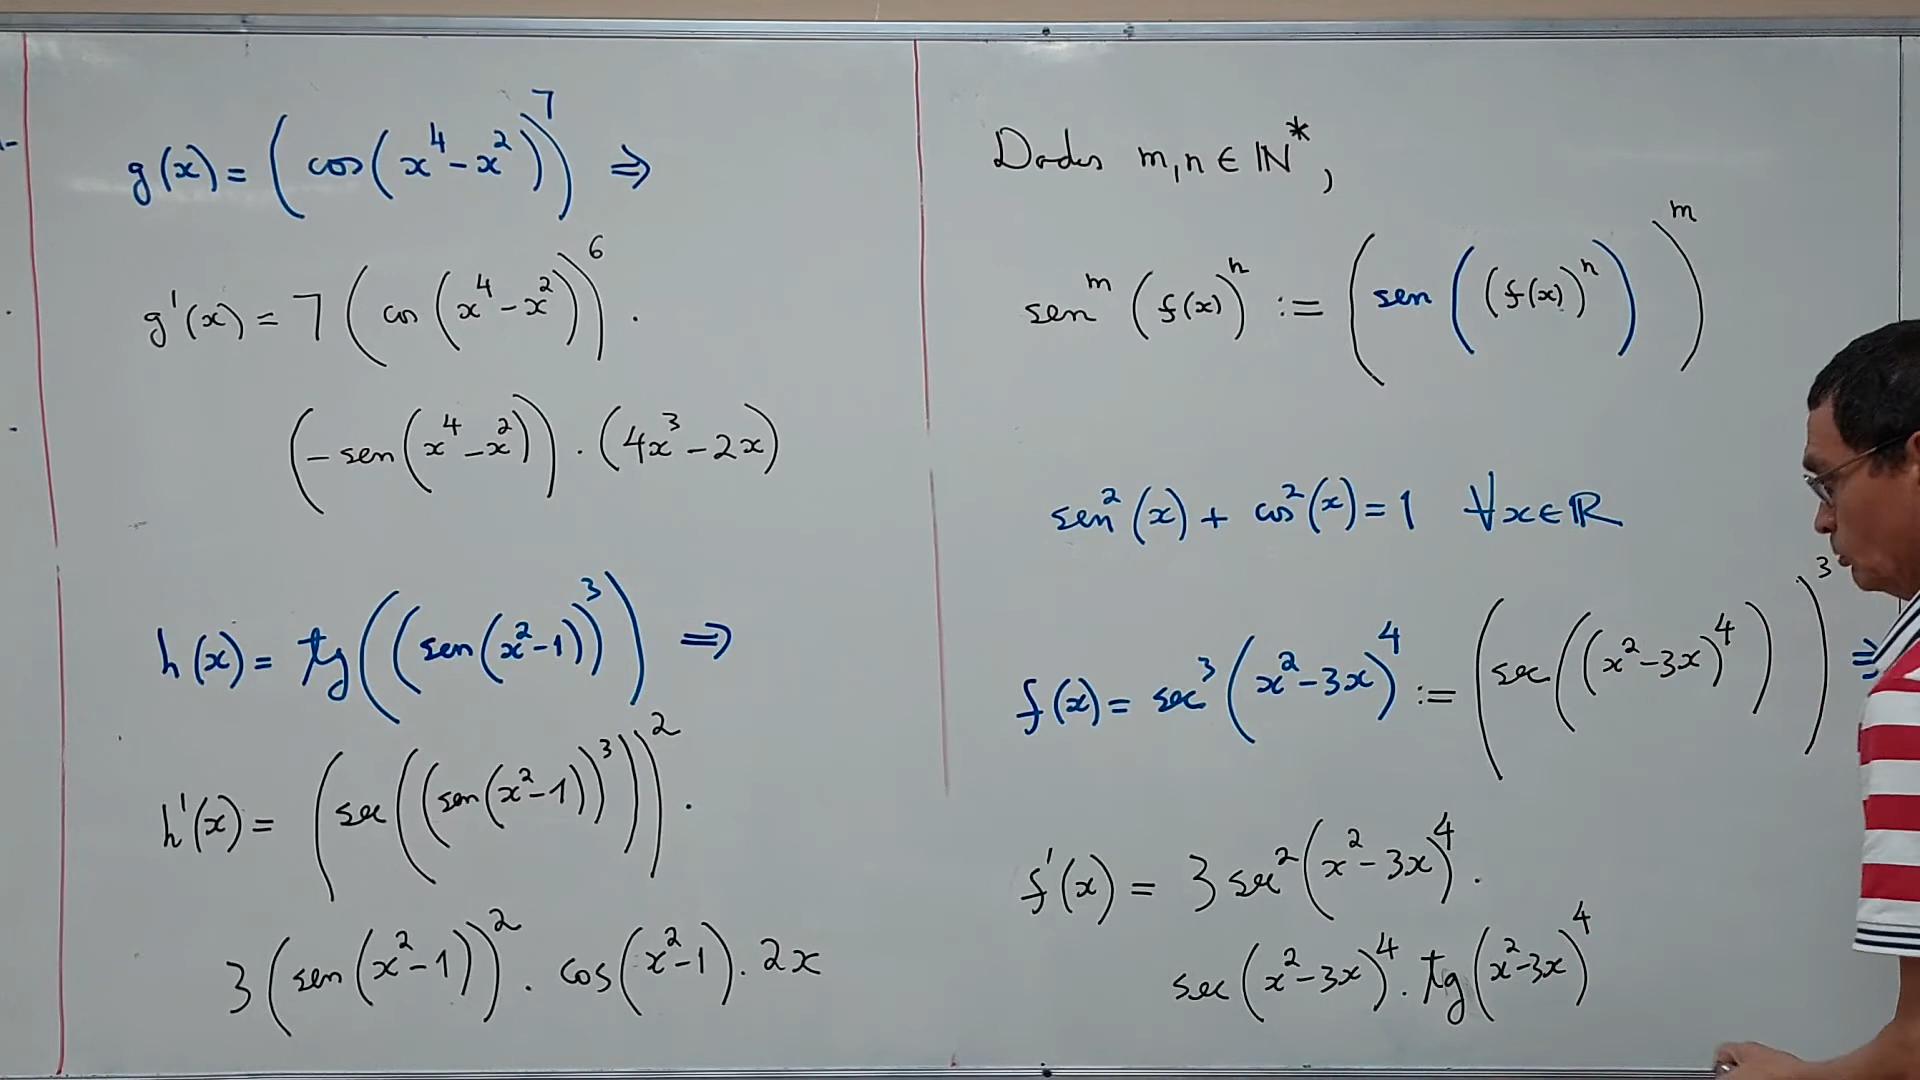 g(x) = (cos(x⁴ - x²))⁷ ⇒
g'(x) = 7 (cos(x⁴ - x²))⁶ ·
(- sen(x⁴ - x²)) · (4x³ - 2x)
h(x) = tg((sen(x² - 1))³) ⇒
h'(x) = (sec((sen(x² - 1))³))² ·
3 (sen(x² - 1))² · cos(x² - 1) · 2x
Dados m, n ∈ ℕ*,
senᵐ (f(x))ⁿ := (sen((f(x))ⁿ))ᵐ
sen²(x) + cos²(x) = 1 ∀x ∈ ℝ
f(x) = sec³ (x² - 3x)⁴ := (sec((x² - 3x)⁴))³ ⇒
f'(x) = 3 sec² (x² - 3x)⁴ ·
sec (x² - 3x)⁴ · tg (x² - 3x)⁴